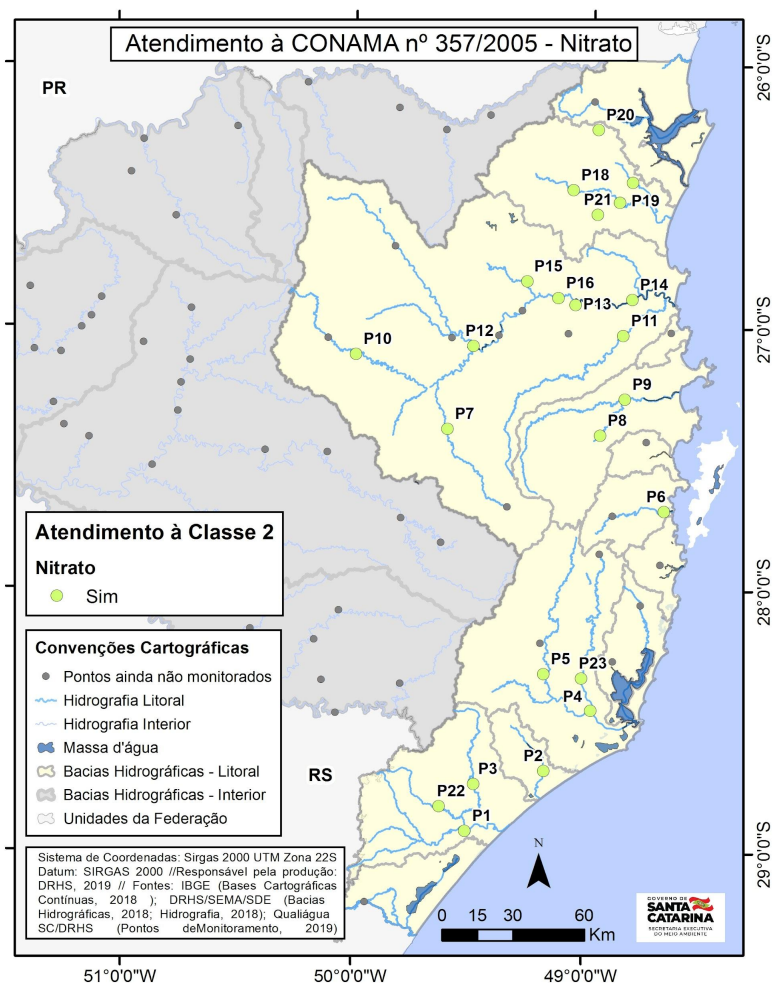 Atendimento à CONAMA nº 357/2005 - Nitrato
PR
26°0'0"S
P20
P18
P21
P19
P15
P16
P13
P14
P11
27°0'0"S
P12
P10
P9
P7
P8
P6
Atendimento à Classe 2
Nitrato
Sim
28°0'0"S
Convenções Cartográficas
Pontos ainda não monitorados
Hidrografia Litoral
Hidrografia Interior
Massa d'água
Bacias Hidrográficas - Litoral
Bacias Hidrográficas - Interior
Unidades da Federação
P5
P23
P4
RS
P3
P2
P22
P1
29°0'0"S
Sistema de Coordenadas: Sirgas 2000 UTM Zona 22S
Datum: SIRGAS 2000 //Responsável pela produção:
DRHS, 2019 // Fontes: IBGE (Bases Cartográficas
Contínuas, 2018 ); DRHS/SEMA/SDE (Bacias
Hidrográficas, 2018; Hidrografia, 2018); Qualiágua
SC/DRHS (Pontos deMonitoramento, 2019)
N
0 15 30 60
Km
GOVERNO DE
SANTA
CATARINA
SECRETARIA EXECUTIVA
DO MEIO AMBIENTE
51°0'0"W
50°0'0"W
49°0'0"W